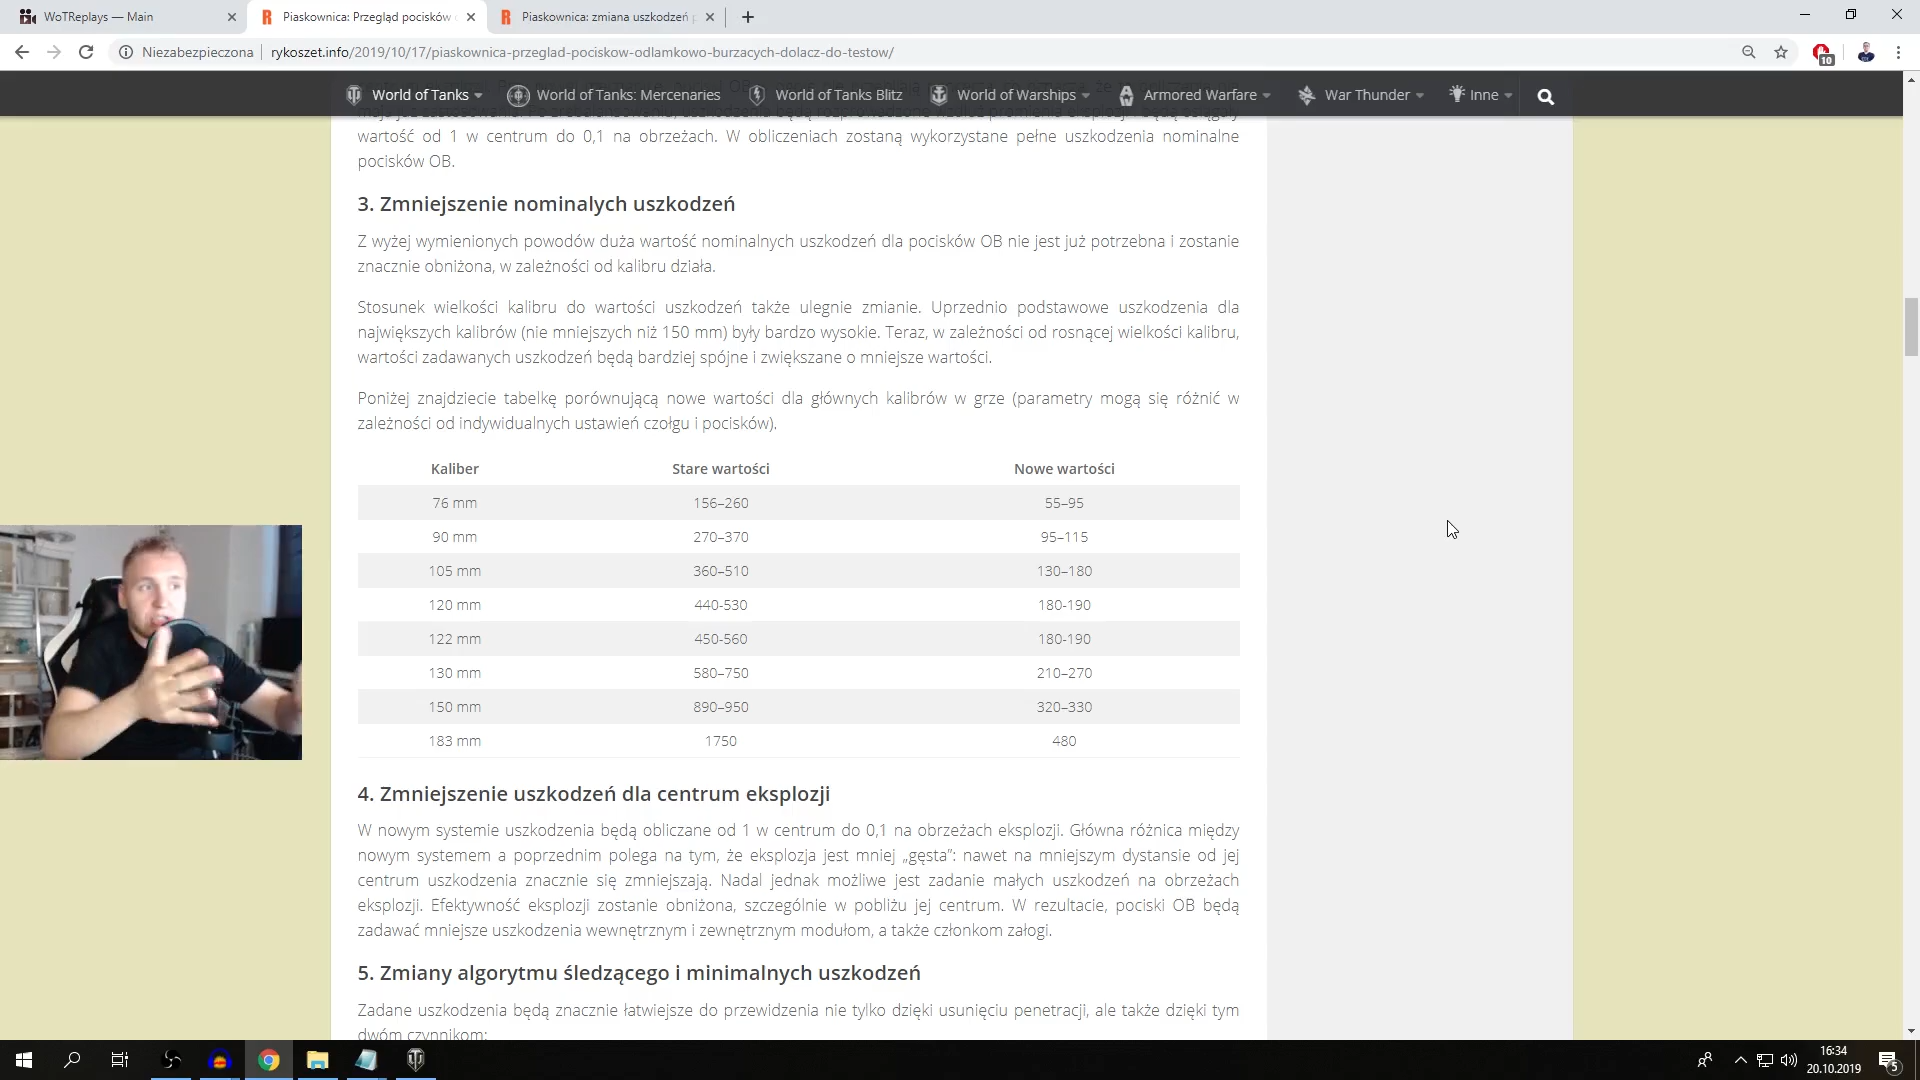 WoTReplays — Main
Piaskownica: Przegląd pocisków
Piaskownica: zmiana uszkodzeń
Niezabezpieczona
rykoszet.info/2019/10/17/piaskownica-przeglad-pociskow-odlamkowo-burzacych-dolacz-do-testow/
10
World of Tanks
World of Tanks: Mercenaries
World of Tanks Blitz
World of Warships
Armored Warfare
War Thunder
Inne
wartość od 1 w centrum do 0,1 na obrzeżach. W obliczeniach zostaną wykorzystane pełne uszkodzenia nominalne
pocisków OB.
3. Zmniejszenie nominalych uszkodzeń
Z wyżej wymienionych powodów duża wartość nominalnych uszkodzeń dla pocisków OB nie jest już potrzebna i zostanie
znacznie obniżona, w zależności od kalibru działa.
Stosunek wielkości kalibru do wartości uszkodzeń także ulegnie zmianie. Uprzednio podstawowe uszkodzenia dla
największych kalibrów (nie mniejszych niż 150 mm) były bardzo wysokie. Teraz, w zależności od rosnącej wielkości kalibru,
wartości zadawanych uszkodzeń będą bardziej spójne i zwiększane o mniejsze wartości.
Poniżej znajdziecie tabelkę porównującą nowe wartości dla głównych kalibrów w grze (parametry mogą się różnić w
zależności od indywidualnych ustawień czołgu i pocisków).
Kaliber Stare wartości Nowe wartości
76 mm 156–260 55–95
90 mm 270–370 95–115
105 mm 360–510 130–180
120 mm 440-530 180-190
122 mm 450-560 180-190
130 mm 580–750 210–270
150 mm 890–950 320–330
183 mm 1750 480
4. Zmniejszenie uszkodzeń dla centrum eksplozji
W nowym systemie uszkodzenia będą obliczane od 1 w centrum do 0,1 na obrzeżach eksplozji. Główna różnica między
nowym systemem a poprzednim polega na tym, że eksplozja jest mniej „gęsta”: nawet na mniejszym dystansie od jej
centrum uszkodzenia znacznie się zmniejszają. Nadal jednak możliwe jest zadanie małych uszkodzeń na obrzeżach
eksplozji. Efektywność eksplozji zostanie obniżona, szczególnie w pobliżu jej centrum. W rezultacie, pociski OB będą
zadawać mniejsze uszkodzenia wewnętrznym i zewnętrznym modułom, a także członkom załogi.
5. Zmiany algorytmu śledzącego i minimalnych uszkodzeń
Zadane uszkodzenia będą znacznie łatwiejsze do przewidzenia nie tylko dzięki usunięciu penetracji, ale także dzięki tym
dwóm czynnikom:
16:34
20.10.2019
5